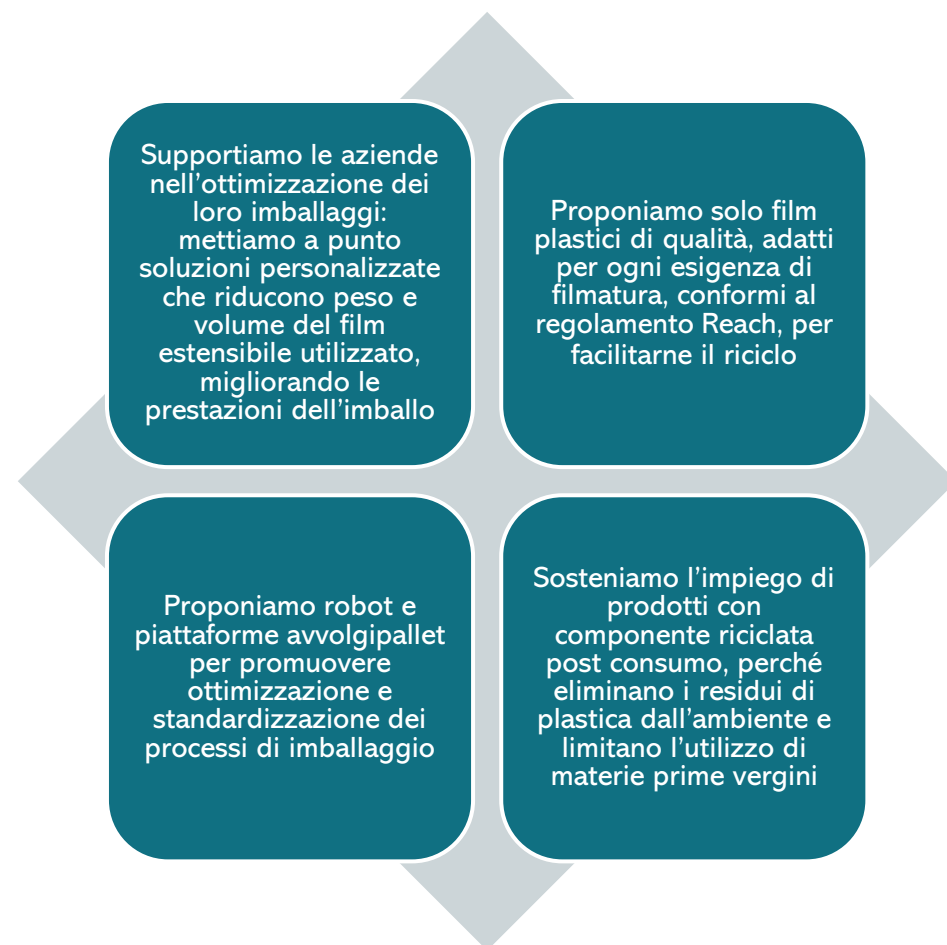 Supportiamo le aziende
nell'ottimizzazione dei
loro imballaggi:
mettiamo a punto
soluzioni personalizzate
che riducono peso e
volume del film
estensibile utilizzato,
migliorando le
prestazioni dell'imballo
Proponiamo solo film
plastici di qualità, adatti
per ogni esigenza di
filmatura, conformi al
regolamento Reach, per
facilitarne il riciclo
Proponiamo robot e
piattaforme avvolgipallet
per promuovere
ottimizzazione e
standardizzazione dei
processi di imballaggio
Sosteniamo l'impiego di
prodotti con
componente riciclata
post consumo, perché
eliminano i residui di
plastica dall'ambiente e
limitano l'utilizzo di
materie prime vergini